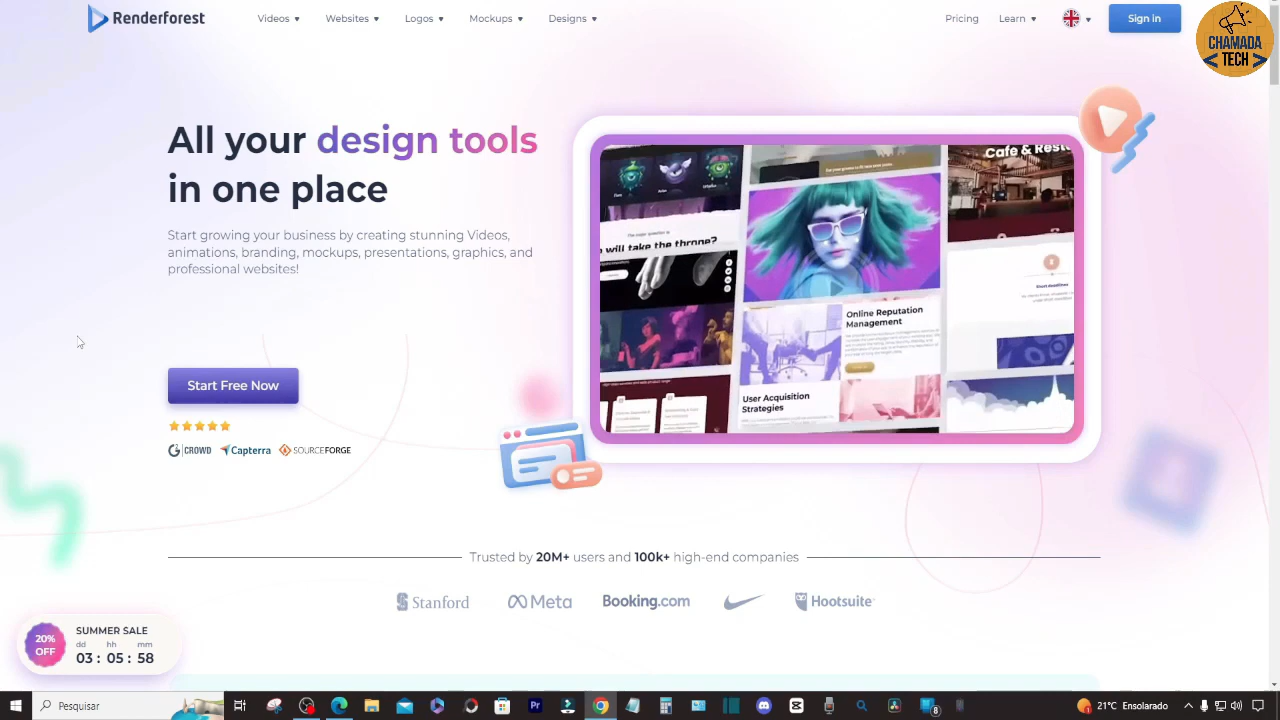 Renderforest
Videos
Websites
Logos
Mockups
Designs
Pricing
Learn
Sign in
CHAMADA
TECH
All your design tools
in one place
Start growing your business by creating stunning Videos,
animations, branding, mockups, presentations, graphics, and
professional websites!
Start Free Now
CROWD
Capterra
SOURCEFORGE
Cafe & Rest
will take the throne?
Online Reputation
Management
User Acquisition
Strategies
Trusted by 20M+ users and 100k+ high-end companies
Stanford
Meta
Booking.com
Hootsuite
20%
OFF
SUMMER SALE
dd hh mm
03 : 05 : 58
Pesquisar
Pr
21°C Ensolarado
8